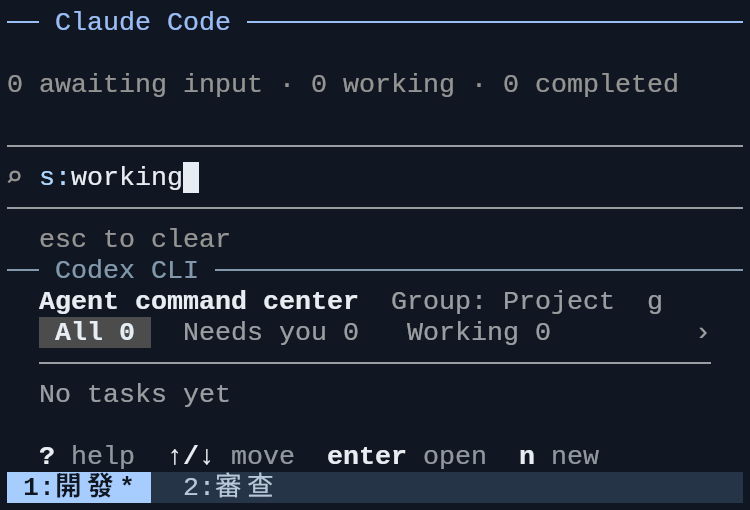 Claude Code
0 awaiting input · 0 working · 0 completed
⌕ s:working
esc to clear
Codex CLI
Agent command center  Group: Project  g
All 0  Needs you 0  Working 0  ›
No tasks yet
? help  ↑/↓ move  enter open  n new
1:開發*  2:審查